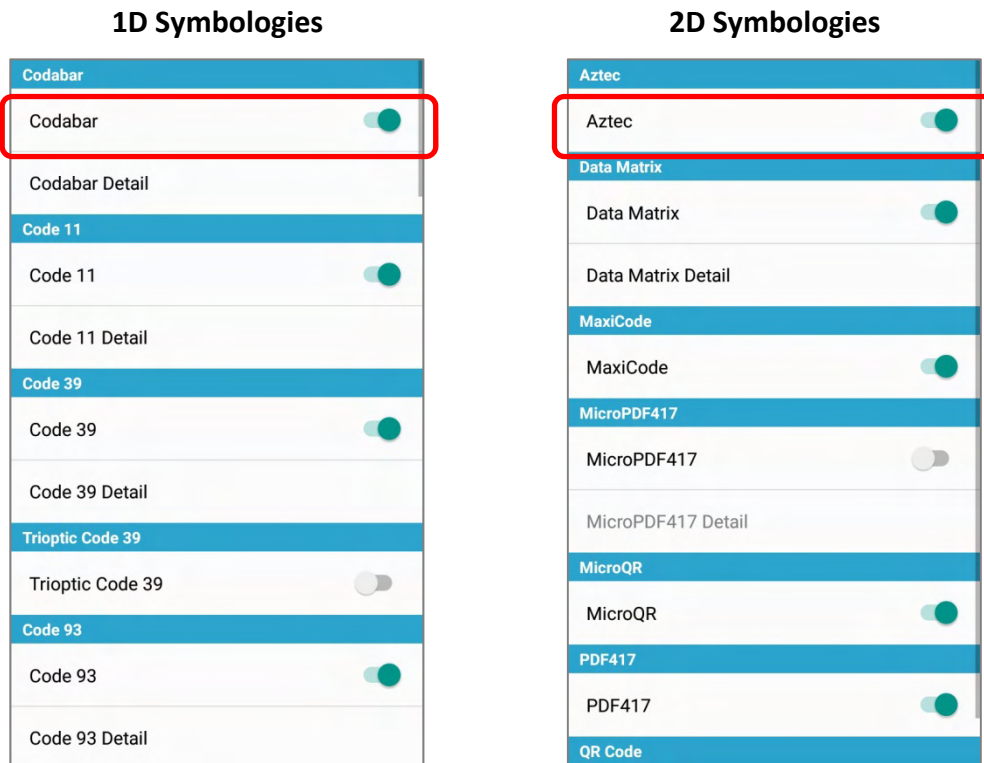 1D Symbologies
Codabar
Codabar
Codabar Detail
Code 11
Code 11
Code 11 Detail
Code 39
Code 39
Code 39 Detail
Trioptic Code 39
Trioptic Code 39
Code 93
Code 93
Code 93 Detail
2D Symbologies
Aztec
Aztec
Data Matrix
Data Matrix
Data Matrix Detail
MaxiCode
MaxiCode
MicroPDF417
MicroPDF417
MicroPDF417 Detail
MicroQR
MicroQR
PDF417
PDF417
QR Code